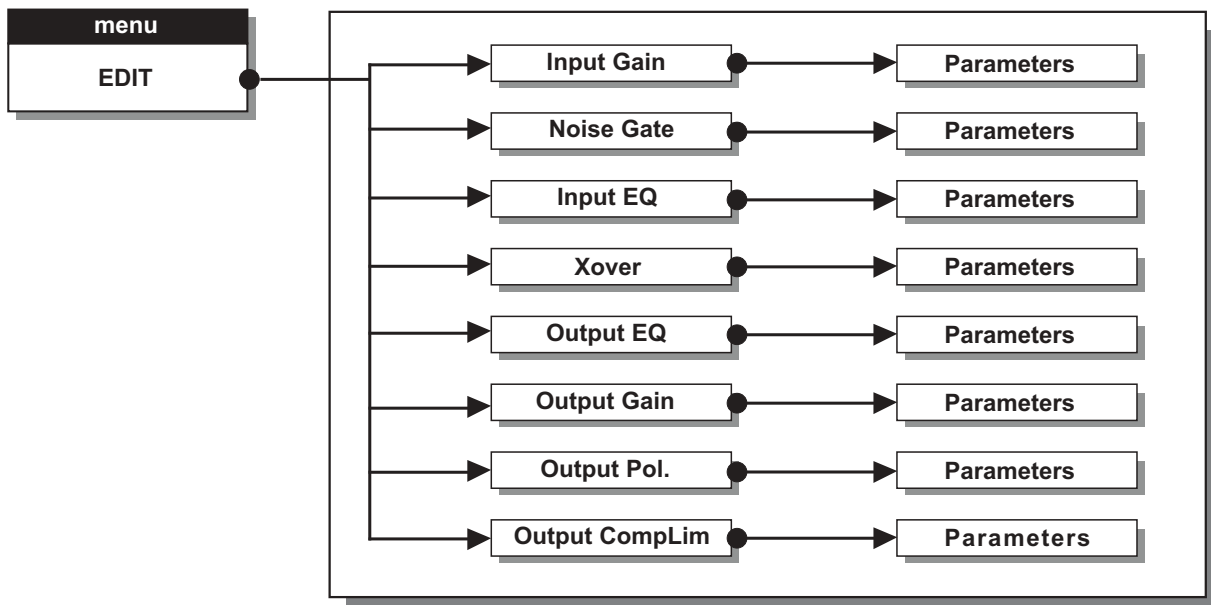 menu
EDIT
Input Gain
Parameters
Noise Gate
Parameters
Input EQ
Parameters
Xover
Parameters
Output EQ
Parameters
Output Gain
Parameters
Output Pol.
Parameters
Output CompLim
Parameters